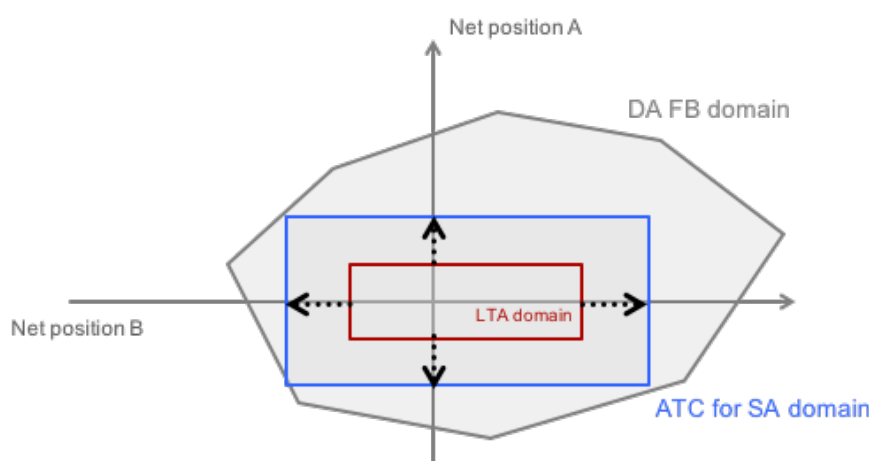 Net position A
DA FB domain
LTA domain
Net position B
ATC for SA domain